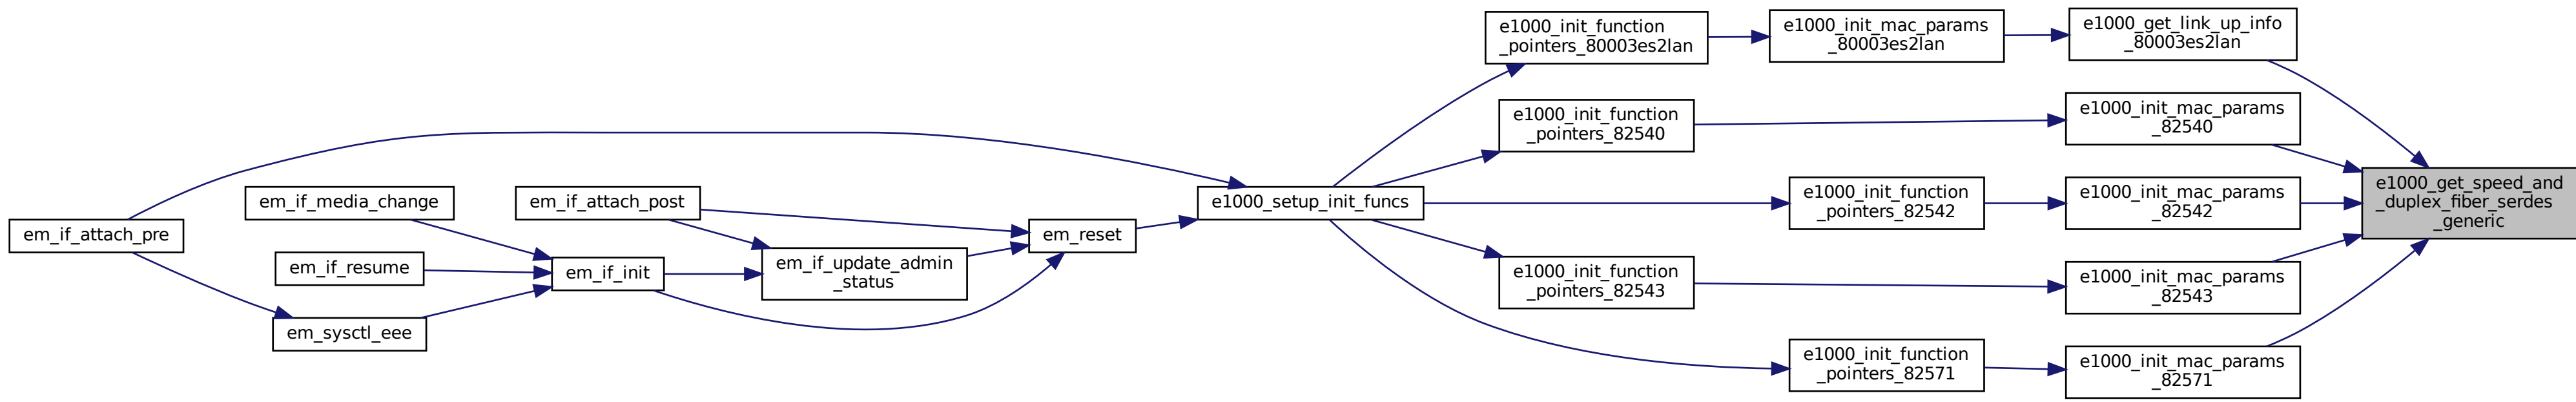 em_if_attach_pre
em_if_media_change
em_if_resume
em_sysctl_eee
em_if_attach_post
em_if_init
em_if_update_admin
_status
em_reset
e1000_setup_init_funcs
e1000_init_function
_pointers_80003es2lan
e1000_init_mac_params
_80003es2lan
e1000_get_link_up_info
_80003es2lan
e1000_init_function
_pointers_82540
e1000_init_mac_params
_82540
e1000_init_function
_pointers_82542
e1000_init_mac_params
_82542
e1000_init_function
_pointers_82543
e1000_init_mac_params
_82543
e1000_init_function
_pointers_82571
e1000_init_mac_params
_82571
e1000_get_speed_and
_duplex_fiber_serdes
_generic